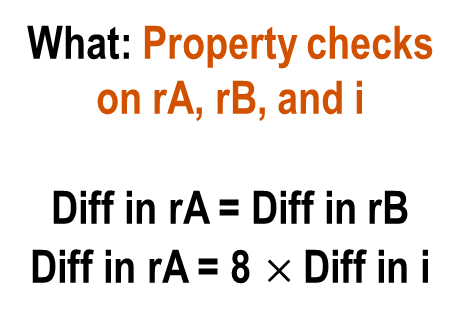 What: Property checks
on rA, rB, and i
Diff in rA = Diff in rB
Diff in rA = 8 × Diff in i